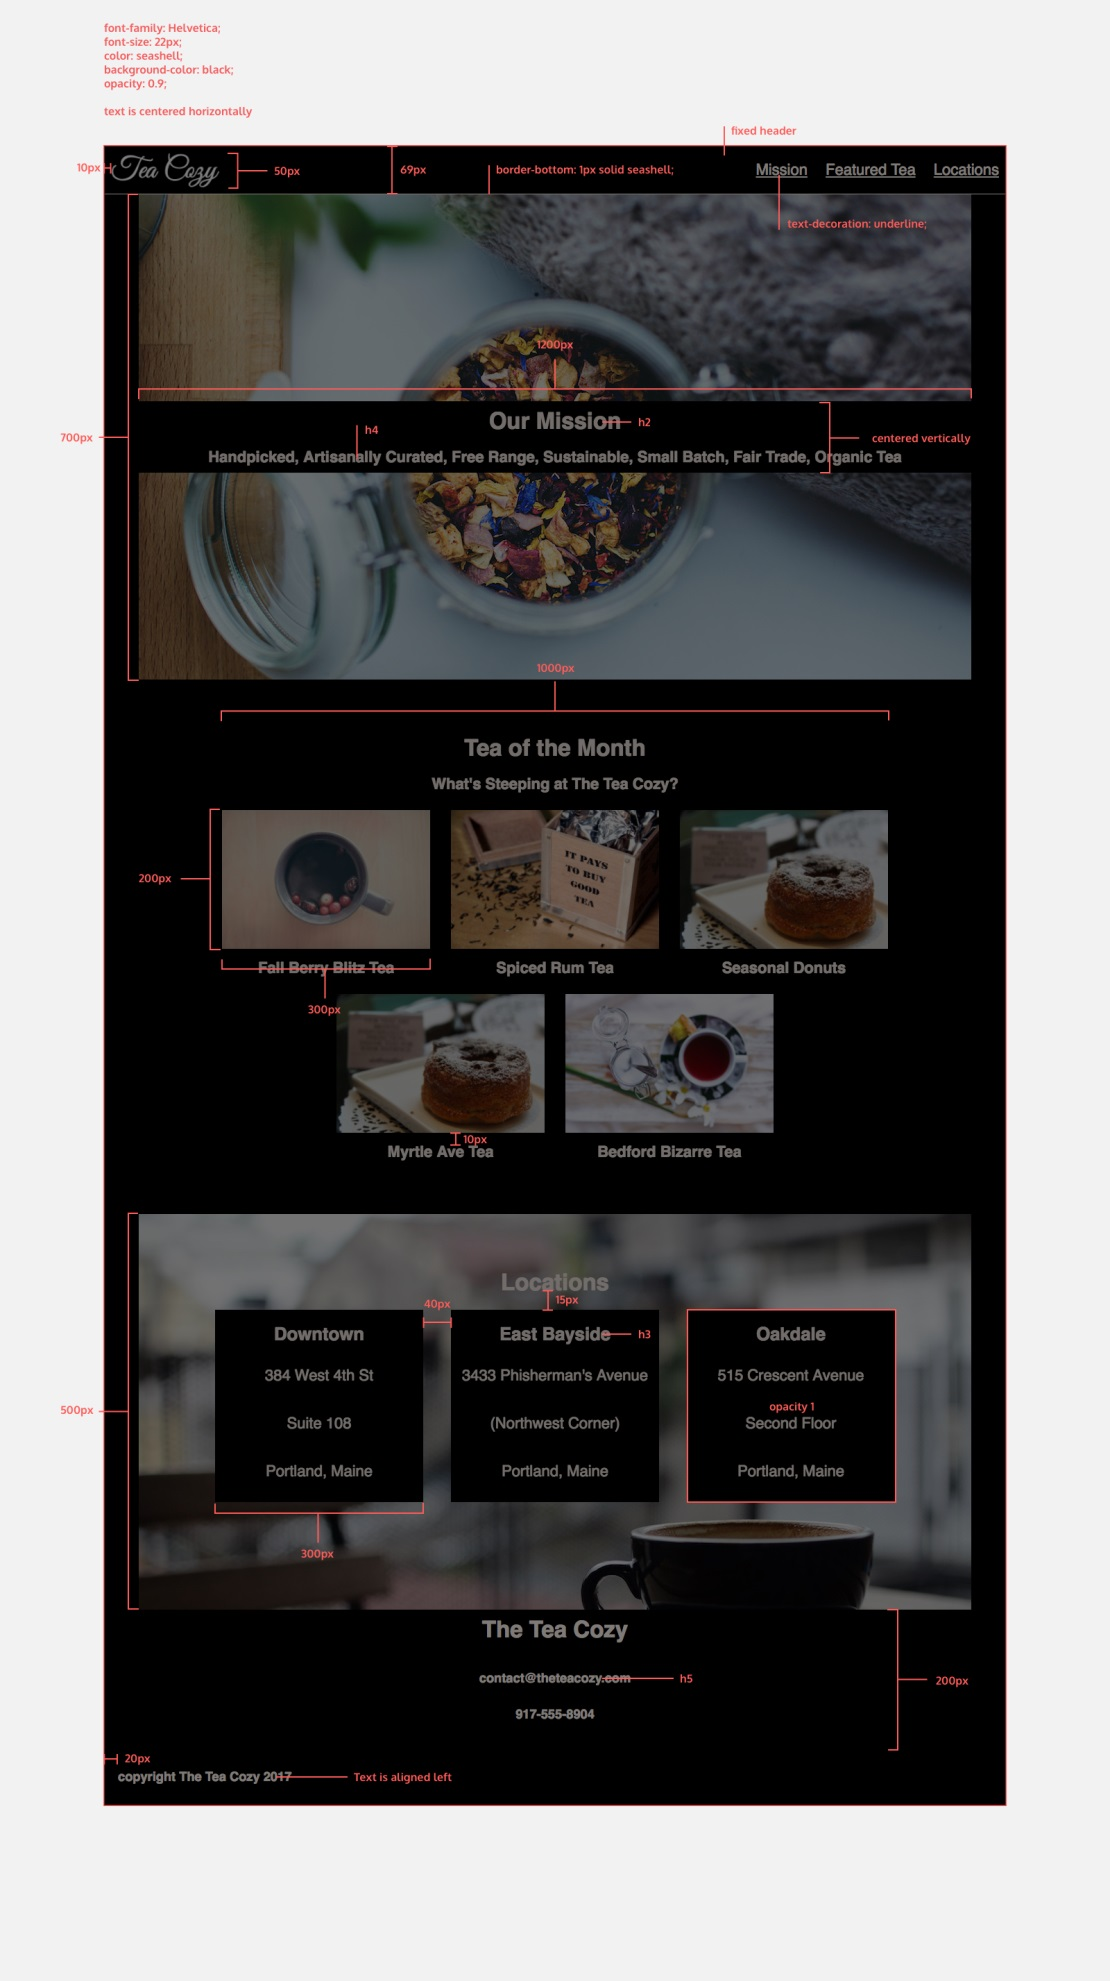 font-family: Helvetica;
font-size: 22px;
color: seashell;
background-color: black;
opacity: 0.9;
text is centered horizontally
fixed header
10px
Tea Cozy
50px
69px
border-bottom: 1px solid seashell;
Mission Featured Tea Locations
text-decoration: underline;
1200px
Our Mission
h2
h4
700px
centered vertically
Handpicked, Artisanally Curated, Free Range, Sustainable, Small Batch, Fair Trade, Organic Tea
1000px
Tea of the Month
What's Steeping at The Tea Cozy?
200px
IT PAYS
TO BUY
GOOD
TEA
Fall Berry Blitz Tea
Spiced Rum Tea
Seasonal Donuts
300px
10px
Myrtle Ave Tea
Bedford Bizarre Tea
Locations
40px
15px
Downtown
East Bayside
h3
Oakdale
384 West 4th St
3433 Phisherman's Avenue
515 Crescent Avenue
500px
opacity 1
Suite 108
(Northwest Corner)
Second Floor
Portland, Maine
Portland, Maine
Portland, Maine
300px
The Tea Cozy
contact@theteacozy.com
h5
200px
917-555-8904
20px
copyright The Tea Cozy 2017
Text is aligned left